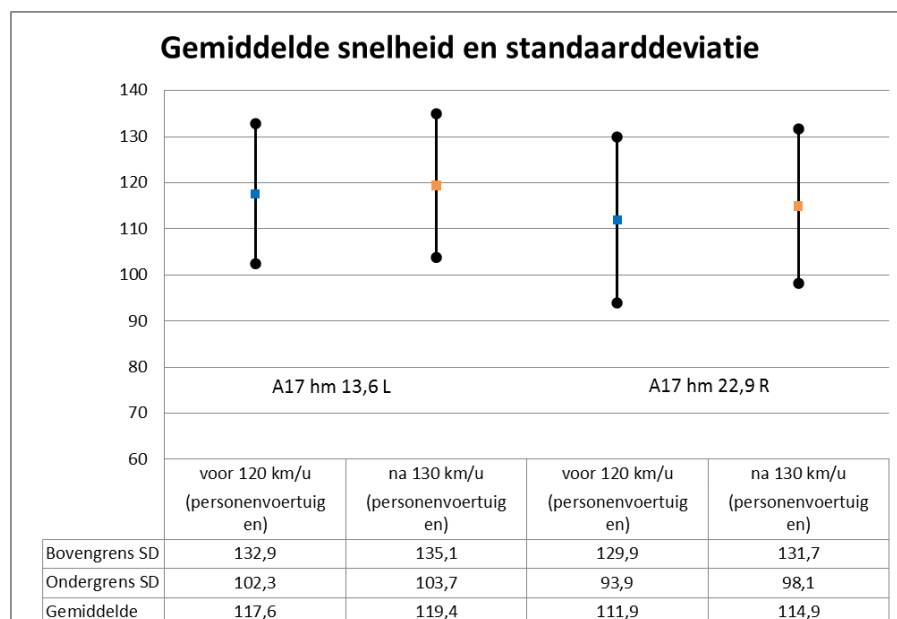 Gemiddelde snelheid en standaarddeviatie
140
130
120
110
100
90
80
70
60
A17 hm 13,6 L
A17 hm 22,9 R
voor 120 km/u (personenvoertuig en)
na 130 km/u (personenvoertuig en)
voor 120 km/u (personenvoertuig en)
na 130 km/u (personenvoertuig en)
Bovengrens SD 132,9 135,1 129,9 131,7
Ondergrens SD 102,3 103,7 93,9 98,1
Gemiddelde 117,6 119,4 111,9 114,9